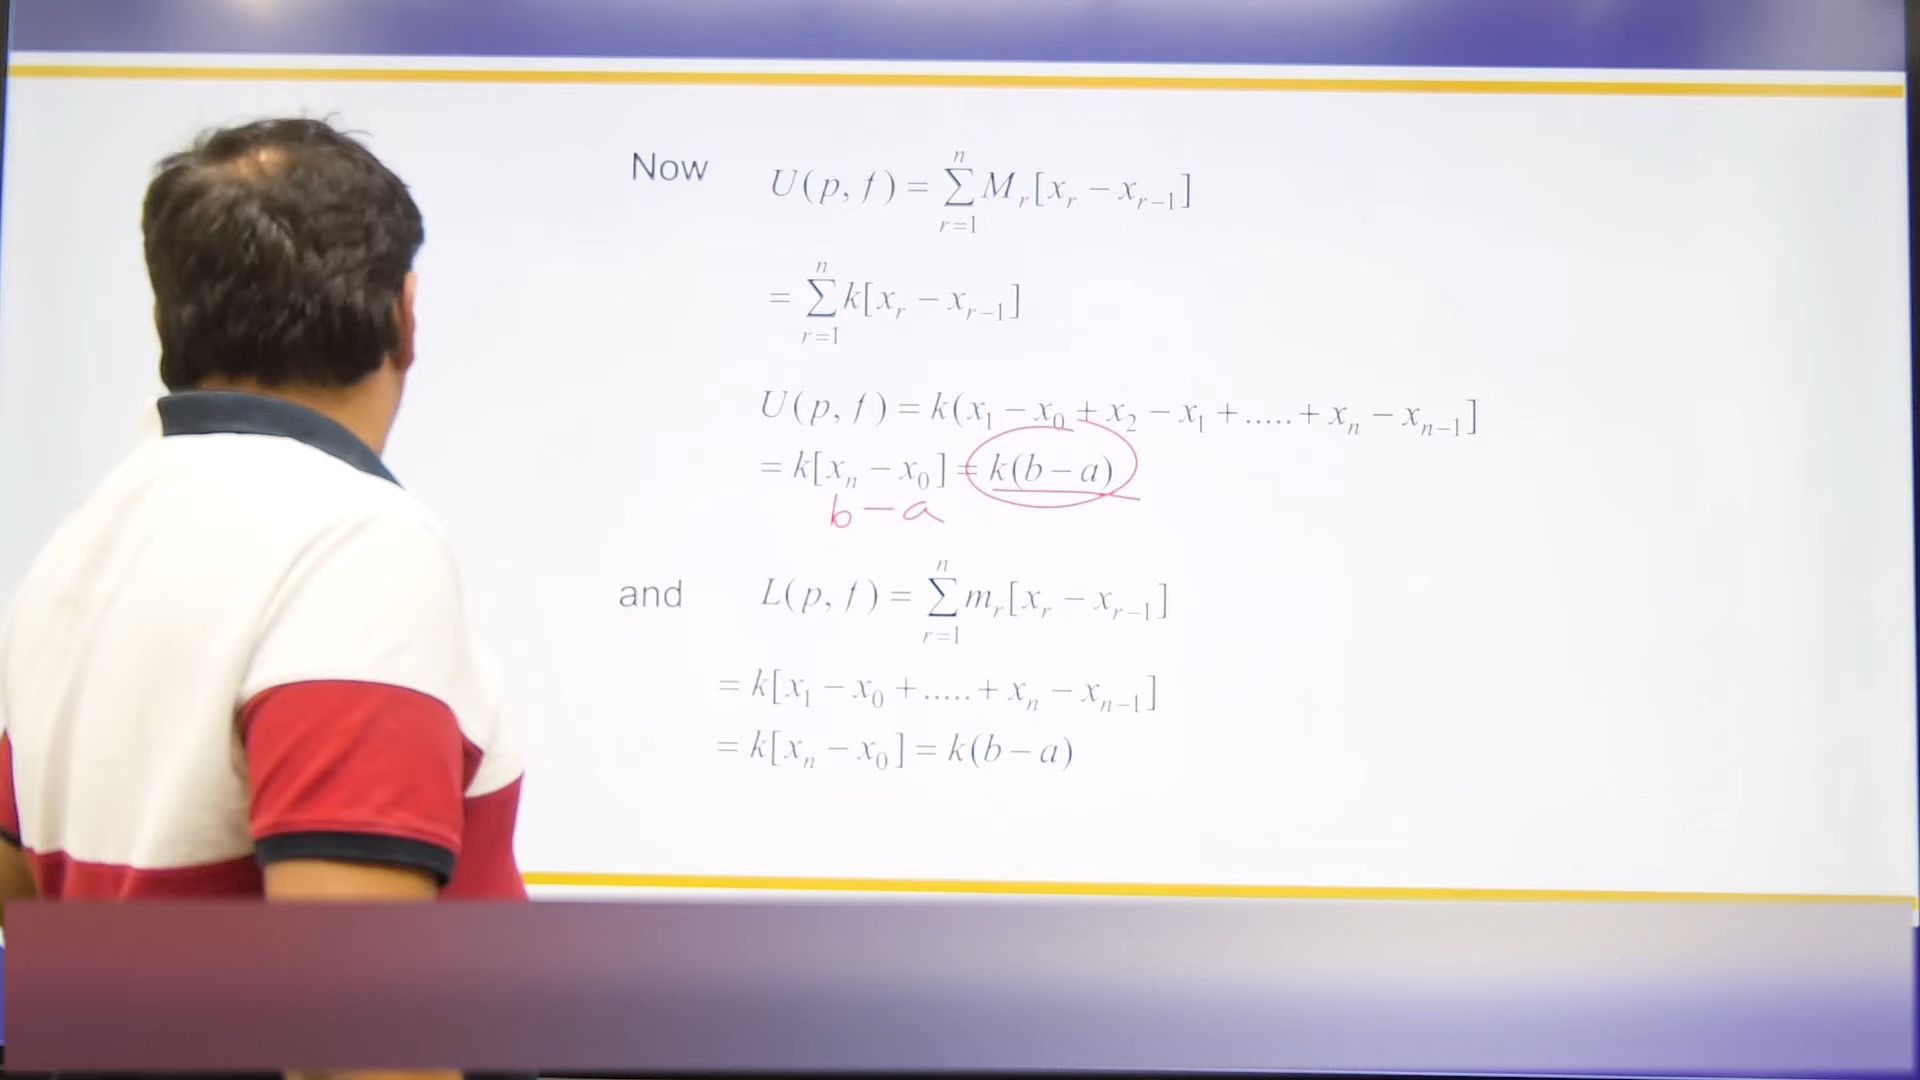 Now U(p, f) = ∑_{r=1}^{n} M_r[x_r − x_{r−1}]
= ∑_{r=1}^{n} k[x_r − x_{r−1}]
U(p, f) = k(x_1 − x_0 + x_2 − x_1 + ..... + x_n − x_{n−1}]
= k[x_n − x_0] = k(b − a)
b − a
and L(p, f) = ∑_{r=1}^{n} m_r[x_r − x_{r−1}]
= k[x_1 − x_0 + ..... + x_n − x_{n−1}]
= k[x_n − x_0] = k(b − a)